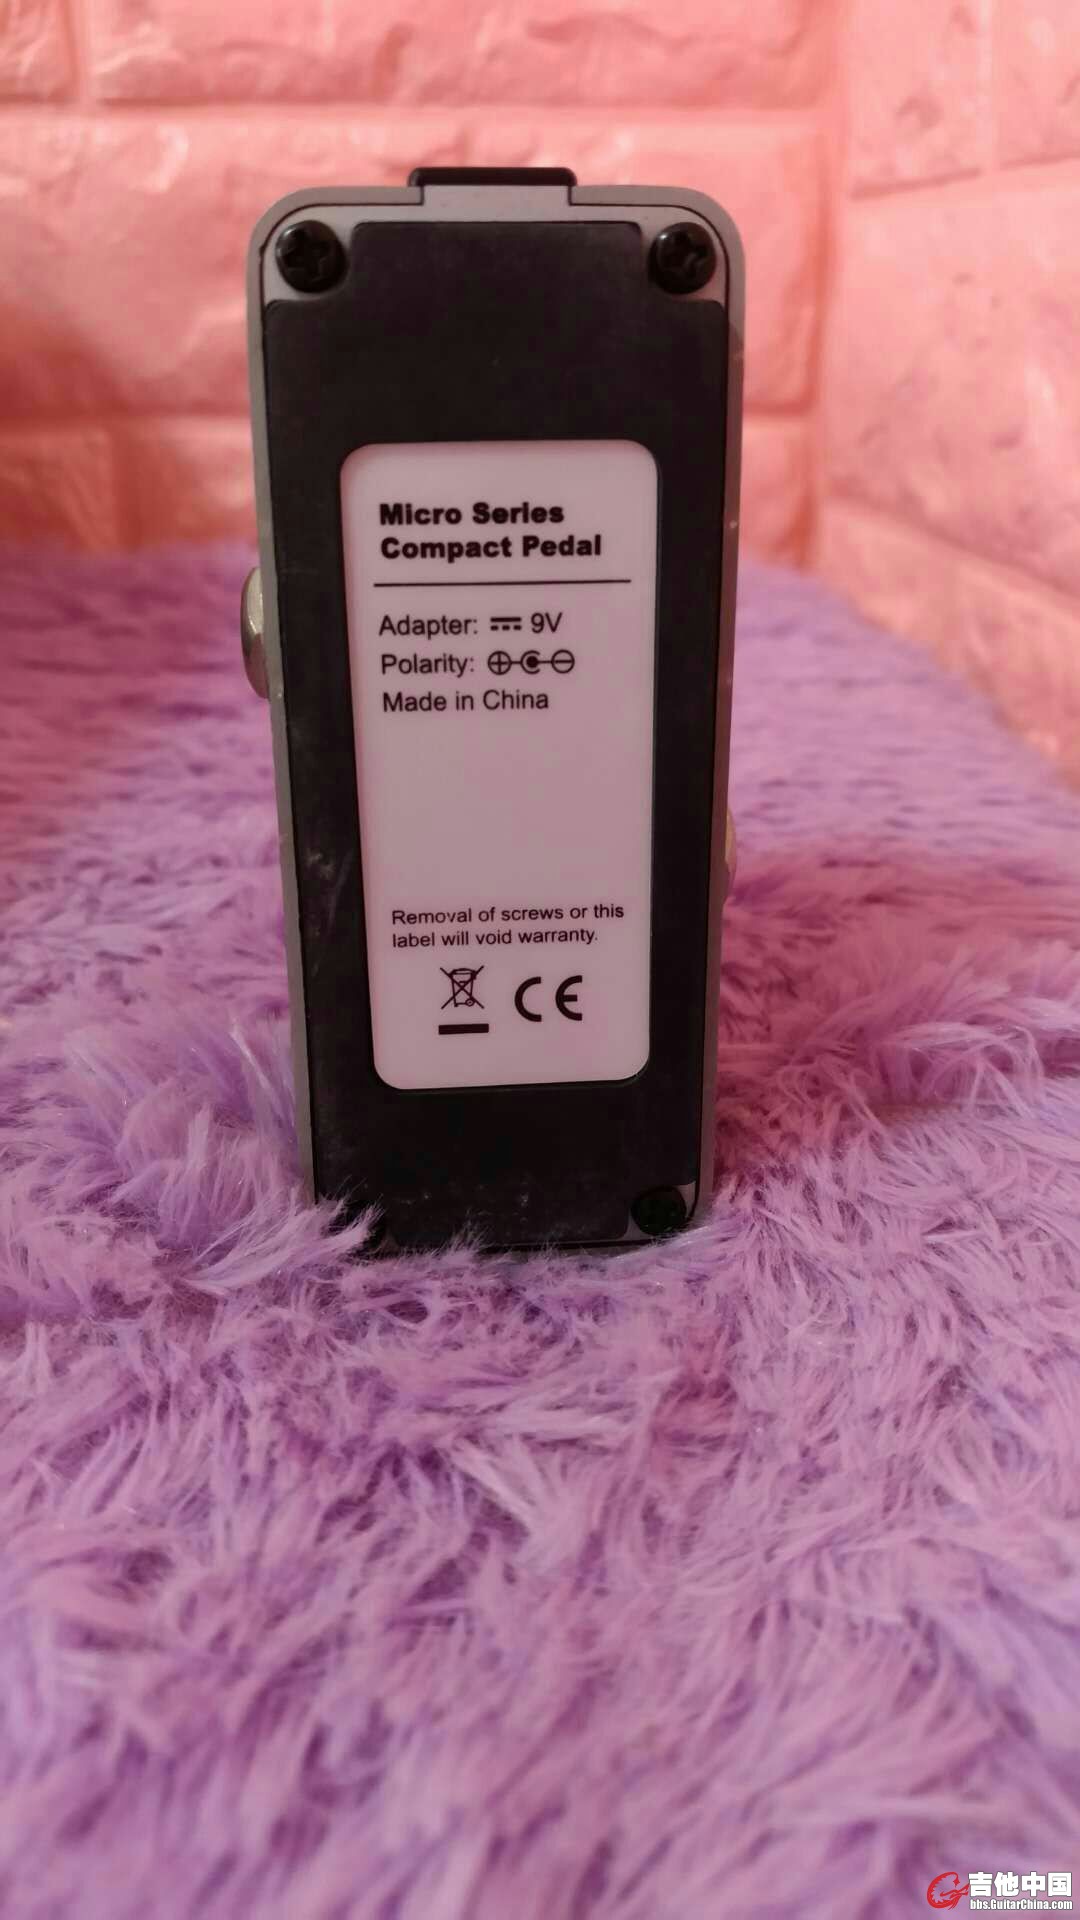 Micro Series
Compact Pedal
Adapter: ⎓ 9V
Polarity: ⊕-C-⊖
Made in China
Removal of screws or this
label will void warranty.
CE
吉他中国
bbs.GuitarChina.com